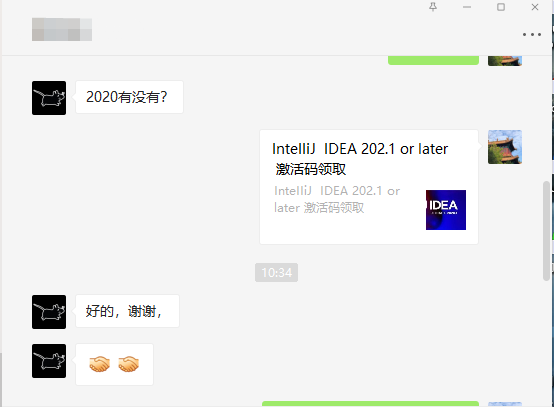 2020有没有？
IntelliJ IDEA 202.1 or later
激活码领取
IntelliJ IDEA 202.1 or
later 激活码领取
IDEA
10:34
好的，谢谢，